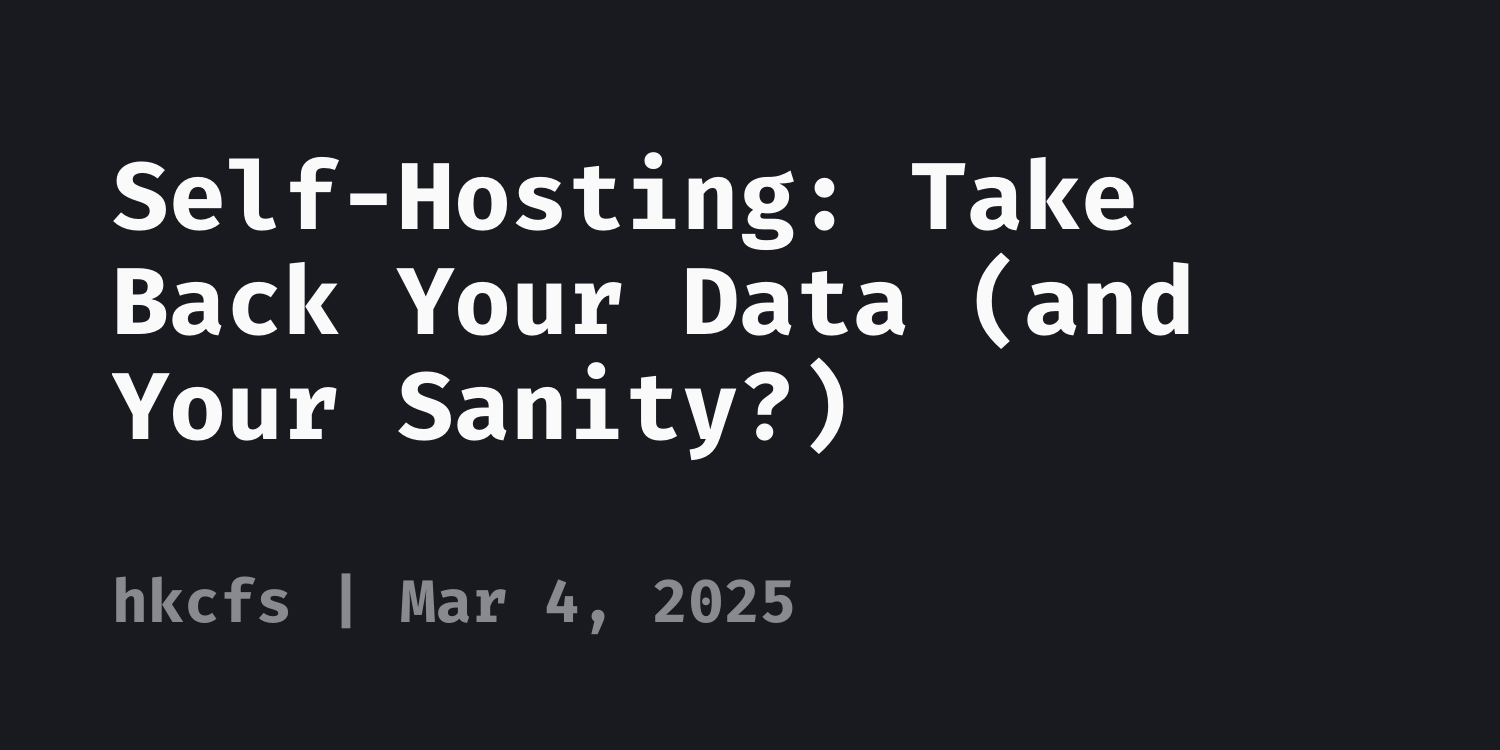 Self-Hosting: Take
Back Your Data (and
Your Sanity?)
hkcfs | Mar 4, 2025